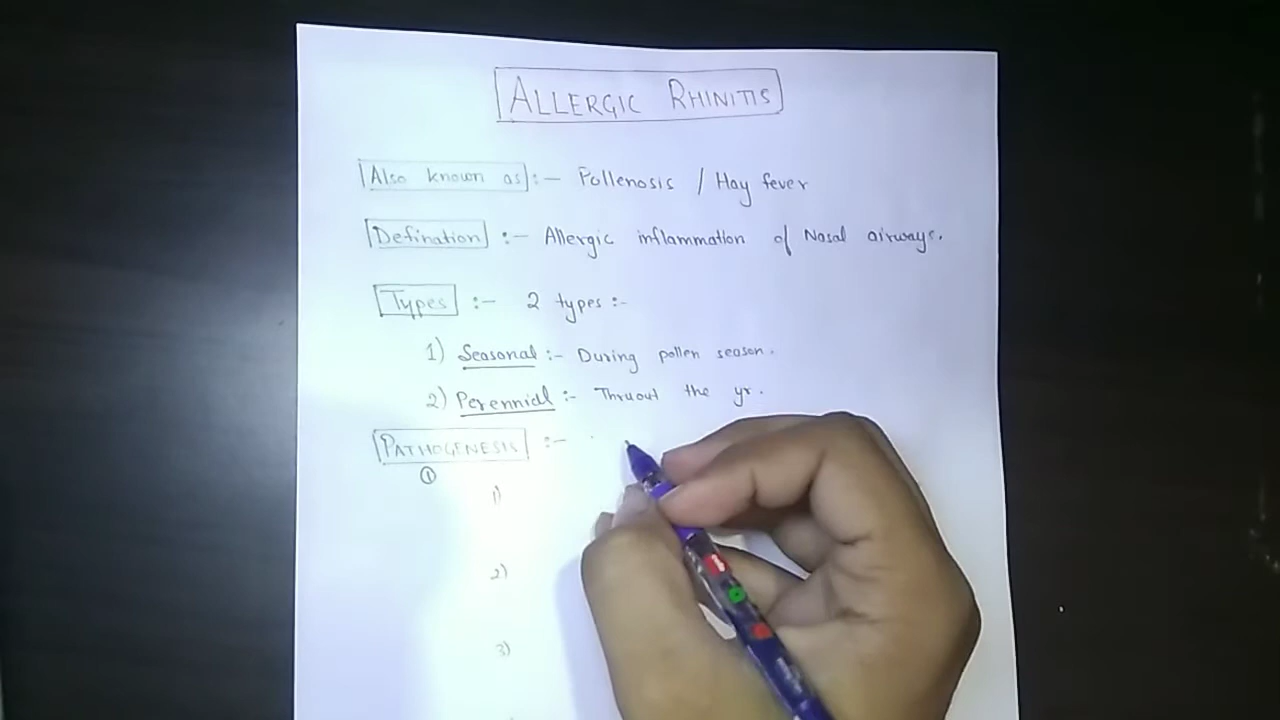 ALLERGIC RHINITIS
Also known as :- Pollenosis / Hay fever
Defination :- Allergic inflammation of Nasal airways.
Types :- 2 types :-
1) Seasonal :- During pollen season.
2) Perennial :- Thruout the yr.
PATHOGENESIS :-
①
1)
2)
3)